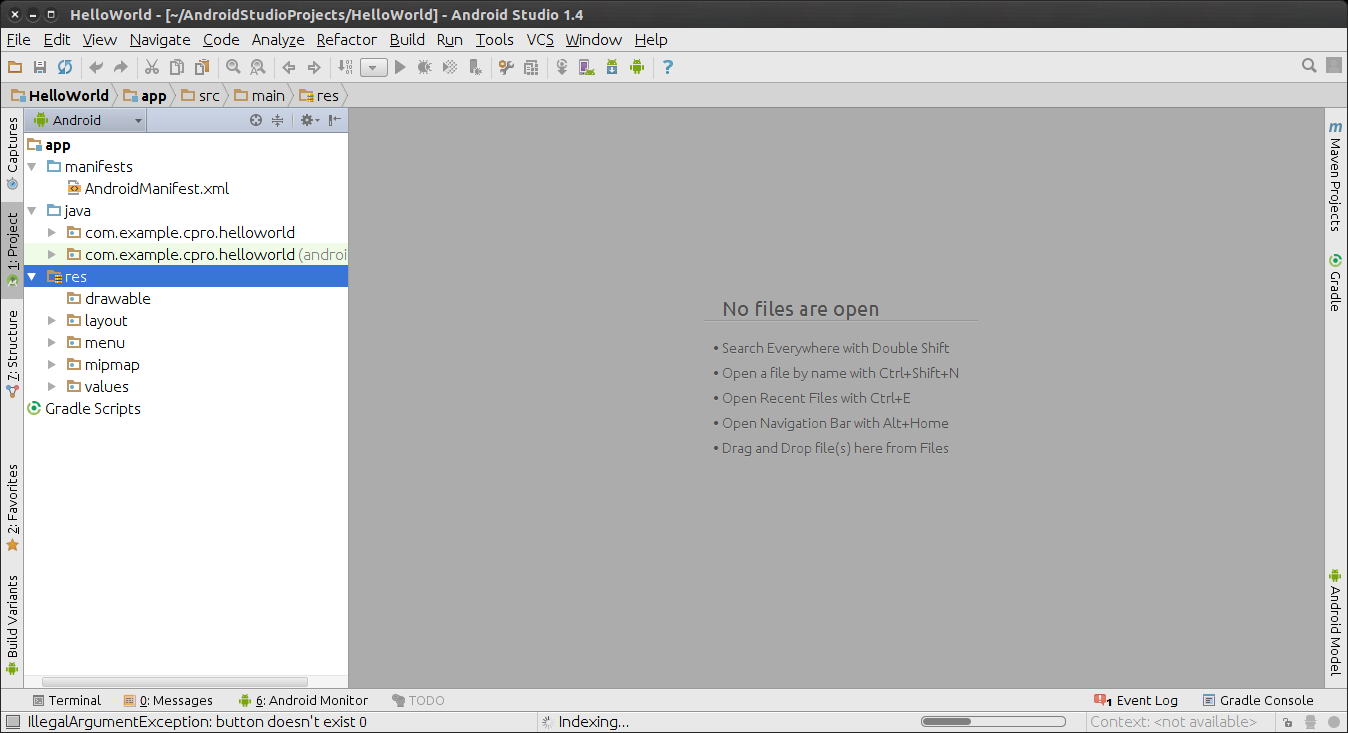 HelloWorld - [~/AndroidStudioProjects/HelloWorld] - Android Studio 1.4
File Edit View Navigate Code Analyze Refactor Build Run Tools VCS Window Help
HelloWorld app src main res
Android
app
manifests
AndroidManifest.xml
java
com.example.cpro.helloworld
com.example.cpro.helloworld (androi
res
drawable
layout
menu
mipmap
values
Gradle Scripts
Captures
1: Project
7: Structure
2: Favorites
Build Variants
No files are open
• Search Everywhere with Double Shift
• Open a file by name with Ctrl+Shift+N
• Open Recent Files with Ctrl+E
• Open Navigation Bar with Alt+Home
• Drag and Drop file(s) here from Files
m Maven Projects
Gradle
Android Model
Terminal 0: Messages 6: Android Monitor TODO 1 Event Log Gradle Console
IllegalArgumentException: button doesn't exist 0 Indexing... Context: <not available>